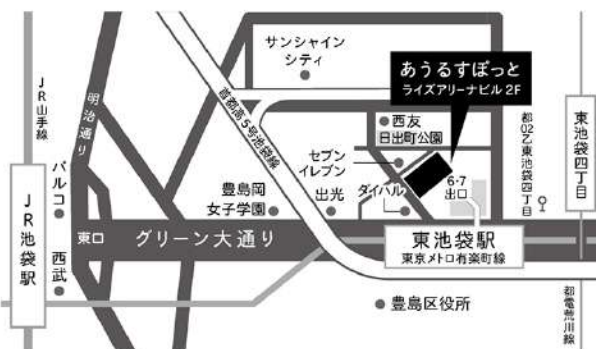 サンシャイン
シティ
あうるすぽっと
ライズアリーナビル 2F
JR山手線
明治通り
首都高5号池袋線
西友
日出町公園
都02乙東池袋四丁目
東池袋四丁目
セブン
イレブン
パルコ
JR池袋駅
豊島岡
女子学園
出光
ダイハツ
6・7
出口
東口
グリーン大通り
東池袋駅
東京メトロ有楽町線
西武
豊島区役所
都電荒川線